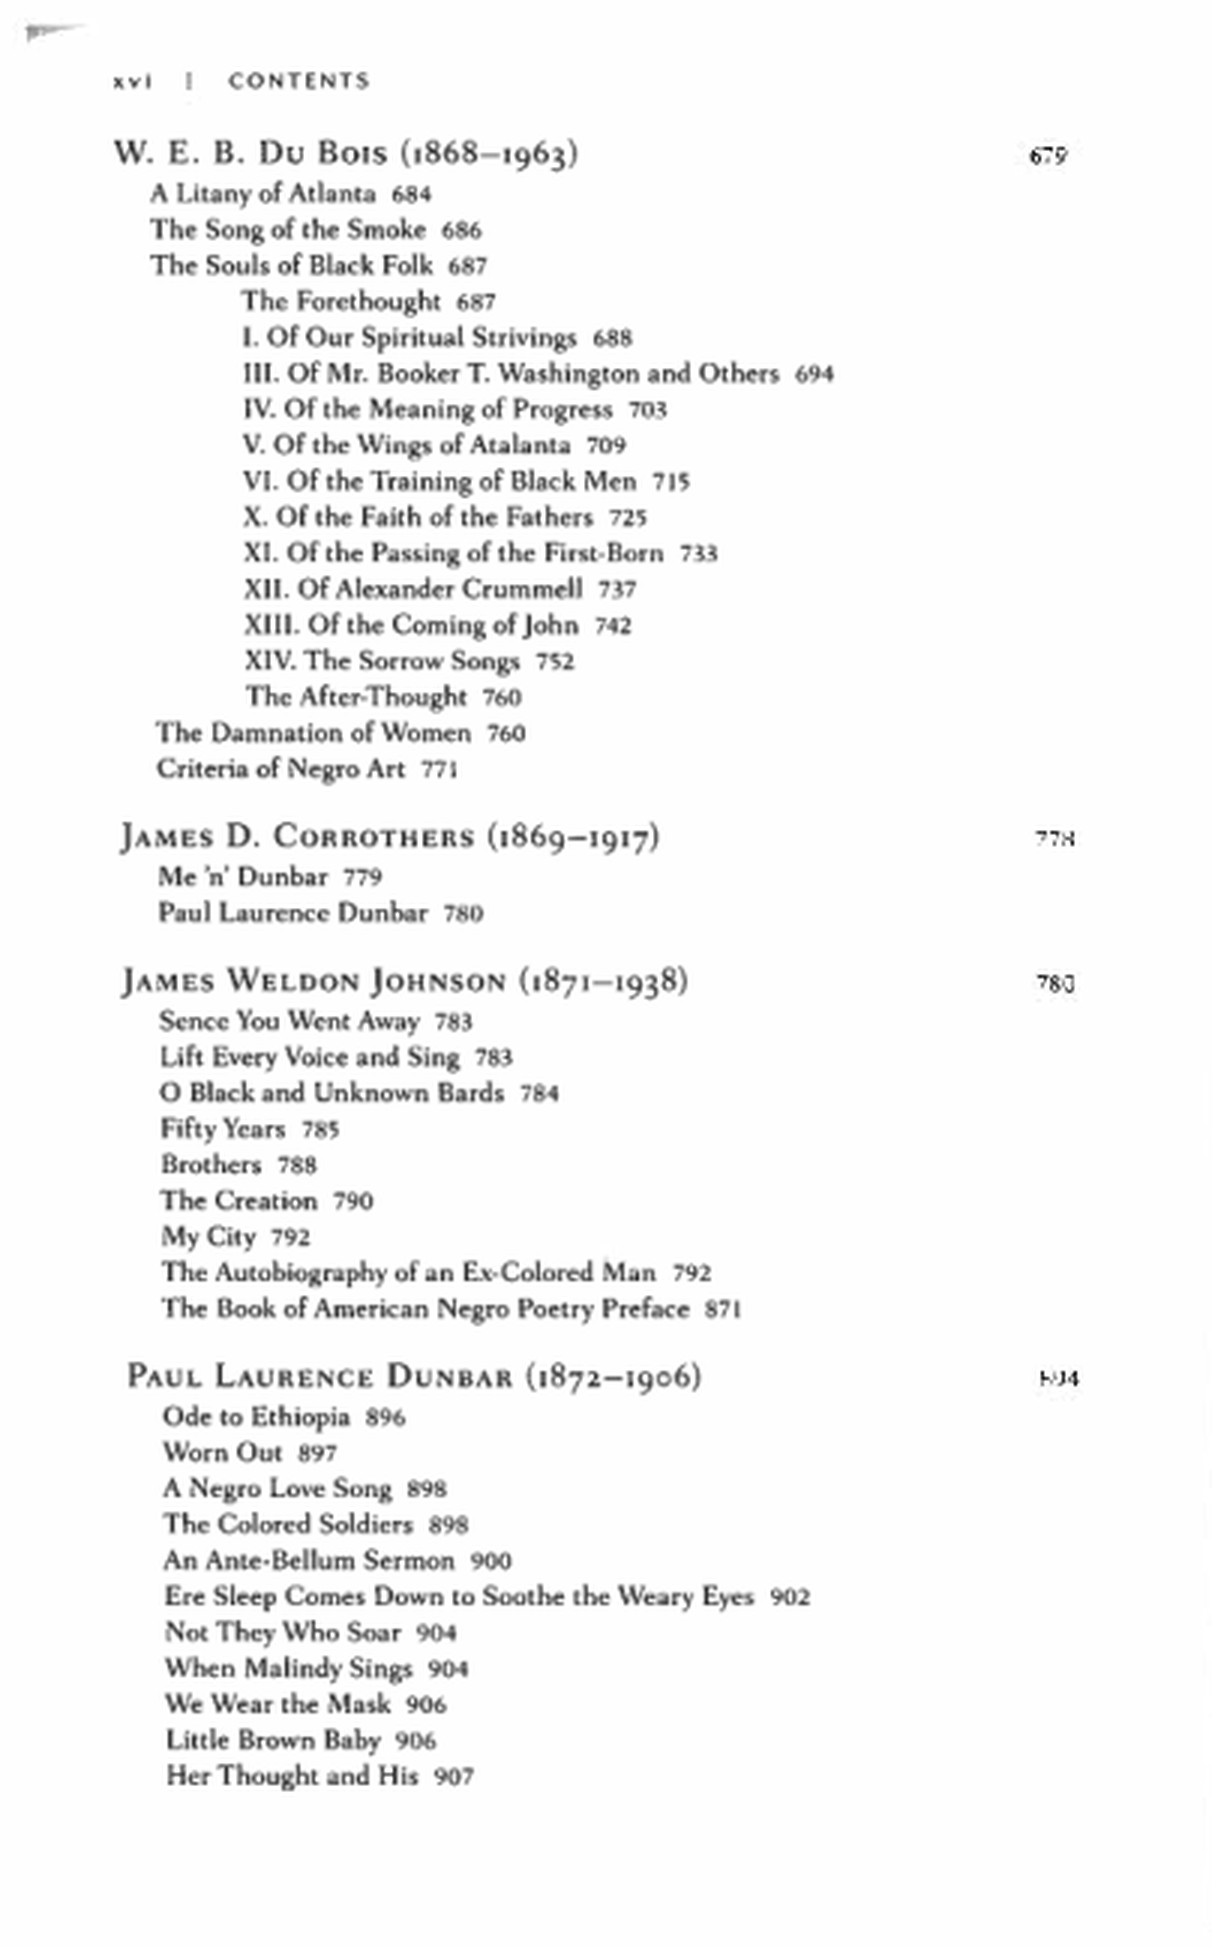 xvi | CONTENTS
W. E. B. DU BOIS (1868–1963) 679
A Litany of Atlanta 684
The Song of the Smoke 686
The Souls of Black Folk 687
The Forethought 687
I. Of Our Spiritual Strivings 688
III. Of Mr. Booker T. Washington and Others 694
IV. Of the Meaning of Progress 703
V. Of the Wings of Atalanta 709
VI. Of the Training of Black Men 715
X. Of the Faith of the Fathers 725
XI. Of the Passing of the First-Born 733
XII. Of Alexander Crummell 737
XIII. Of the Coming of John 742
XIV. The Sorrow Songs 752
The After-Thought 760
The Damnation of Women 760
Criteria of Negro Art 771
JAMES D. CORROTHERS (1869–1917) 778
Me 'n' Dunbar 779
Paul Laurence Dunbar 780
JAMES WELDON JOHNSON (1871–1938) 780
Sence You Went Away 783
Lift Every Voice and Sing 783
O Black and Unknown Bards 784
Fifty Years 785
Brothers 788
The Creation 790
My City 792
The Autobiography of an Ex-Colored Man 792
The Book of American Negro Poetry Preface 871
PAUL LAURENCE DUNBAR (1872–1906)
Ode to Ethiopia 896
Worn Out 897
A Negro Love Song 898
The Colored Soldiers 898
An Ante-Bellum Sermon 900
Ere Sleep Comes Down to Soothe the Weary Eyes 902
Not They Who Soar 904
When Malindy Sings 904
We Wear the Mask 906
Little Brown Baby 906
Her Thought and His 907